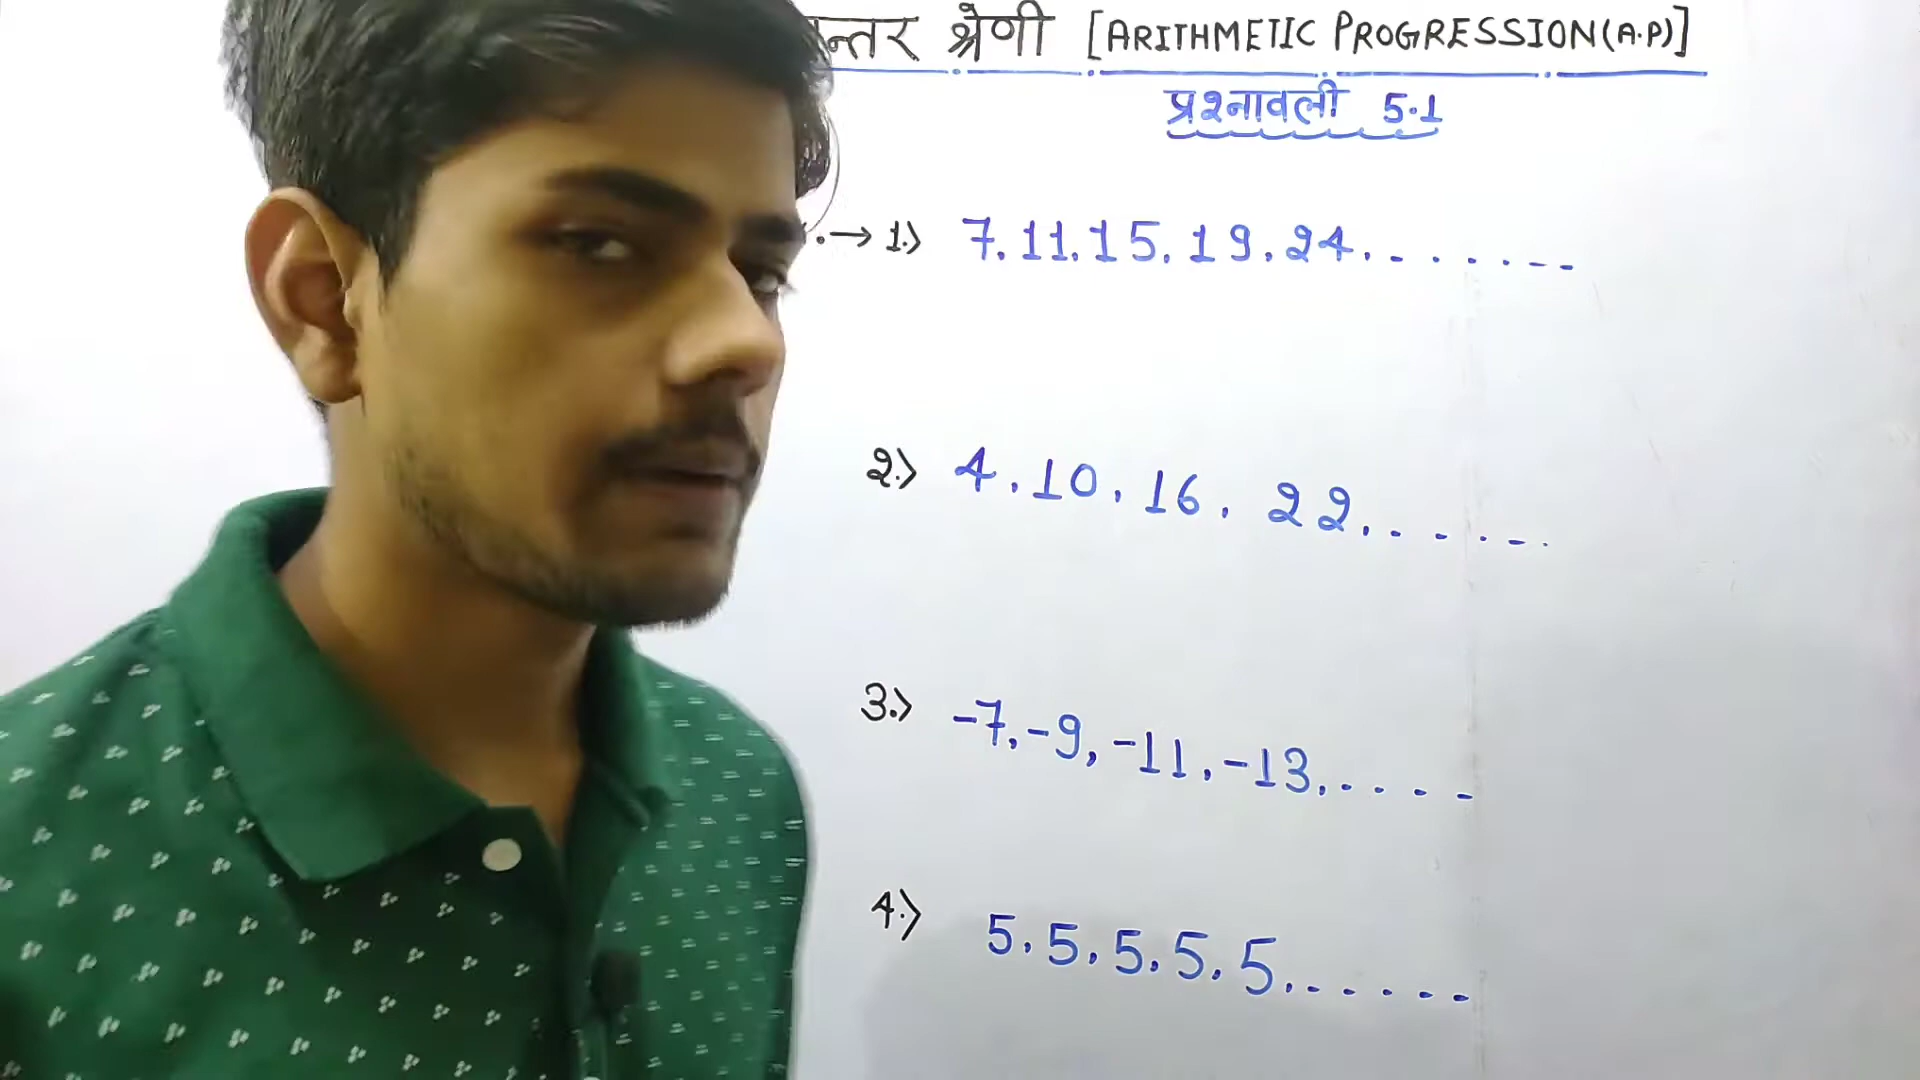 श्रेणी [ARITHMETIC PROGRESSION(A.P)]
प्रश्नावली 5.1
→ 1.) 7, 11, 15, 19, 24, . . . . . . --
2.) 4, 10, 16, 22, . . . . . .
3.) -7, -9, -11, -13, . . . . -
4.) 5, 5, 5, 5, 5, . . . . . .